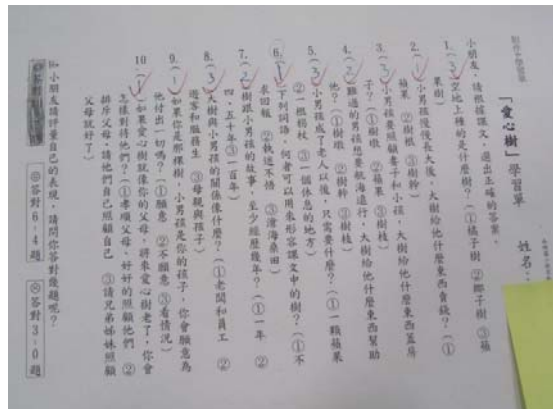 「愛心樹」學習單
姓名：
小朋友，請根據課文，選出正確的答案。
1.(3)空地上種的是什麼樹？（①橘子樹 ②椰子樹 ③蘋
果樹）
2.(1)小男孩慢慢長大後，大樹給他什麼東西賣錢？（①
蘋果 ②樹根 ③樹幹）
3.(3)小男孩要照顧妻子和小孩，大樹給他什麼東西蓋房
子？（①樹墩 ②蘋果 ③樹枝）
4.(2)難過的男孩想要航海遠行，大樹給他什麼東西幫助
他？（①樹墩 ②樹幹 ③樹枝）
5.(3)小男孩成了老人以後，只需要什麼？（①一顆蘋果
②一根樹枝 ③一個休息的地方）
6.(1)下列詞語，何者可以用來形容課文中的樹？（①不
求回報 ②執迷不悟 ③滄海桑田）
7.(2)樹跟小男孩的故事，至少經歷幾年？（①一年 ②
四、五十年 ③一百年）
8.(3)大樹與小男孩的關係像什麼？（①老闆和員工 ②
遊客和服務生 ③母親與孩子）
9.(1)如果你是那棵樹，小男孩是你的孩子，你會願意為
他付出一切嗎？（①願意 ②不願意 ③看情況）
10.(1)如果愛心樹就像你的父母，將來愛心樹老了，你會
怎樣對待他們？（①孝順父母，好好的照顧他們 ②
排斥父母，請他們自己照顧自己 ③請兄弟姊妹照顧
父母就好了）
小朋友請評量自己的表現，請問你答對幾題呢？
答對6-4題
答對3-0題